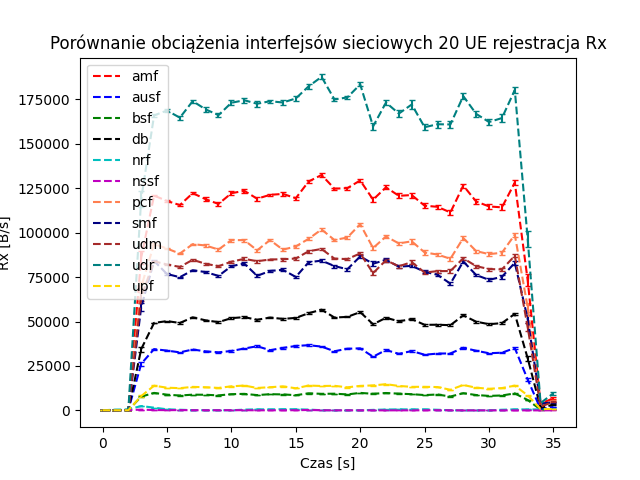 Porównanie obciążenia interfejsów sieciowych 20 UE rejestracja Rx
175000
150000
125000
100000
75000
50000
25000
0
Rx [B/s]
amf
ausf
bsf
db
nrf
nssf
pcf
smf
udm
udr
upf
0 5 10 15 20 25 30 35
Czas [s]